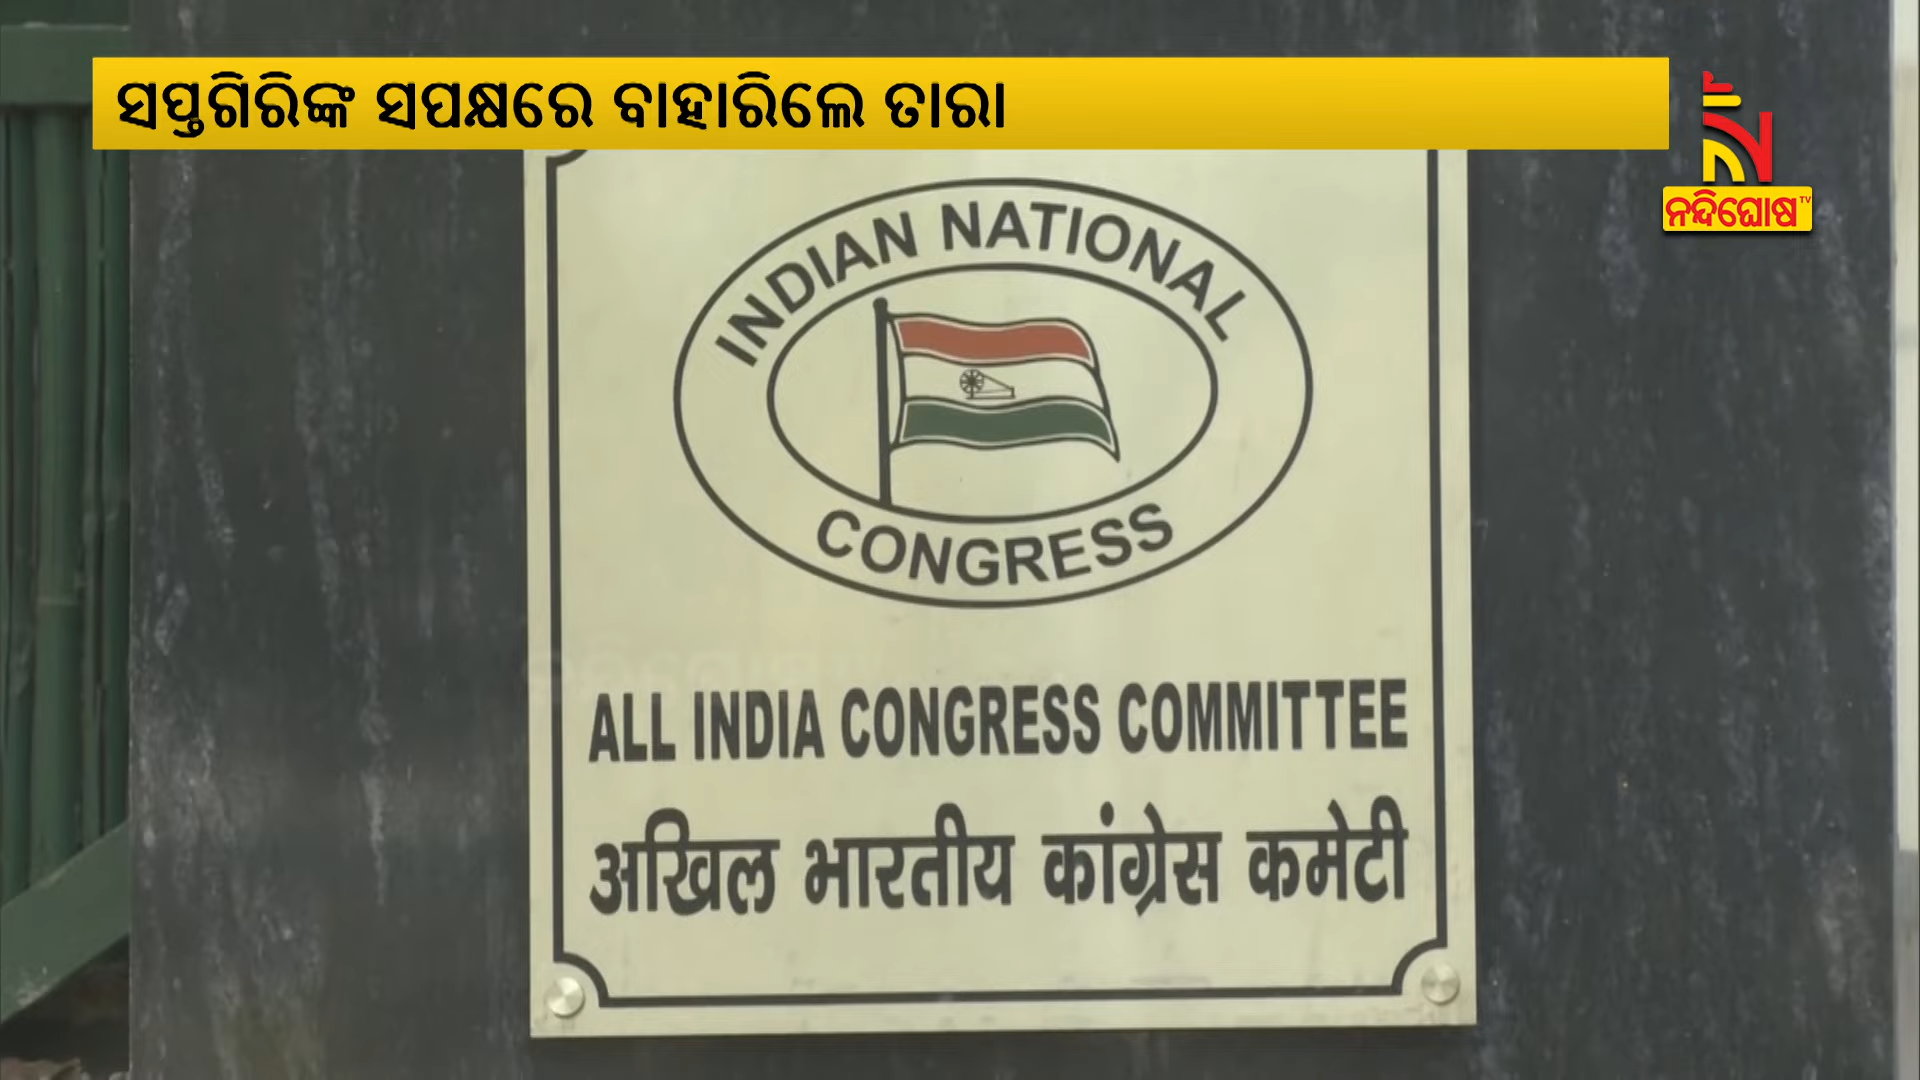 ସପ୍ତଗିରିଙ୍କ ସପକ୍ଷରେ ବାହାରିଲେ ତାରା
ନନ୍ଦିଘୋଷ TV
INDIAN NATIONAL
CONGRESS
ALL INDIA CONGRESS COMMITTEE
अखिल भारतीय कांग्रेस कमेटी